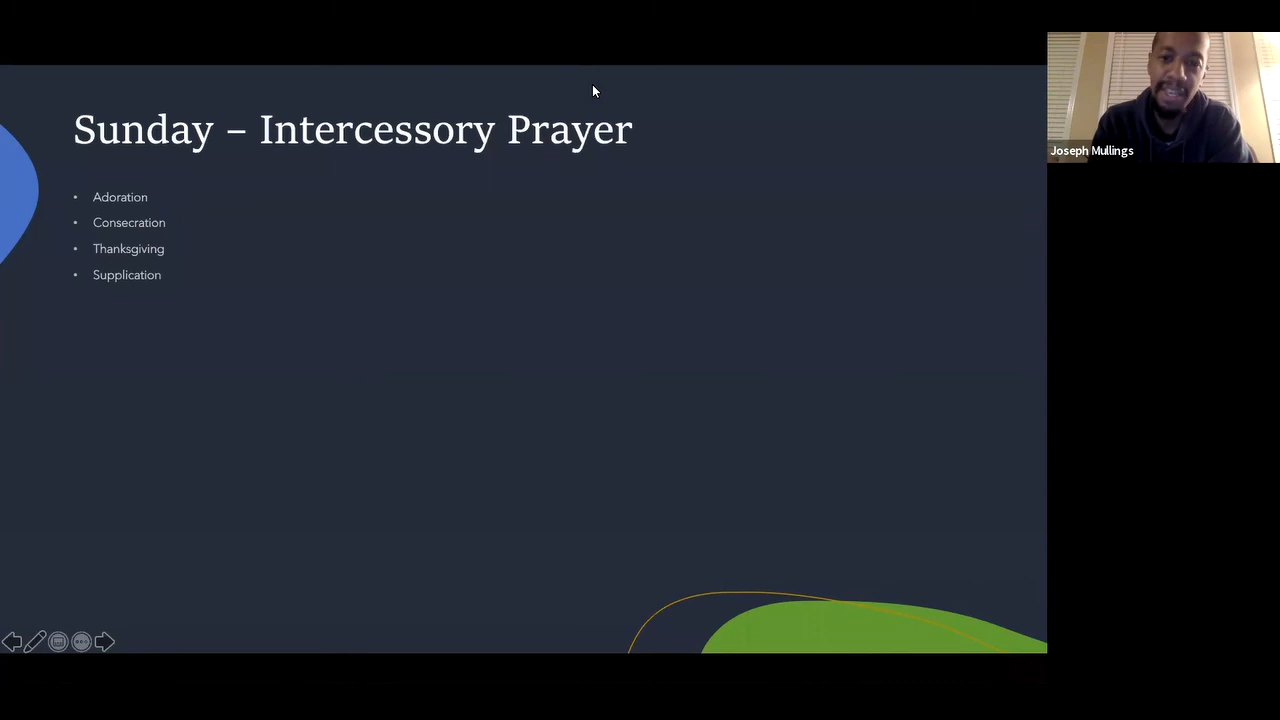 Sunday – Intercessory Prayer
• Adoration
• Consecration
• Thanksgiving
• Supplication
Joseph Mullings